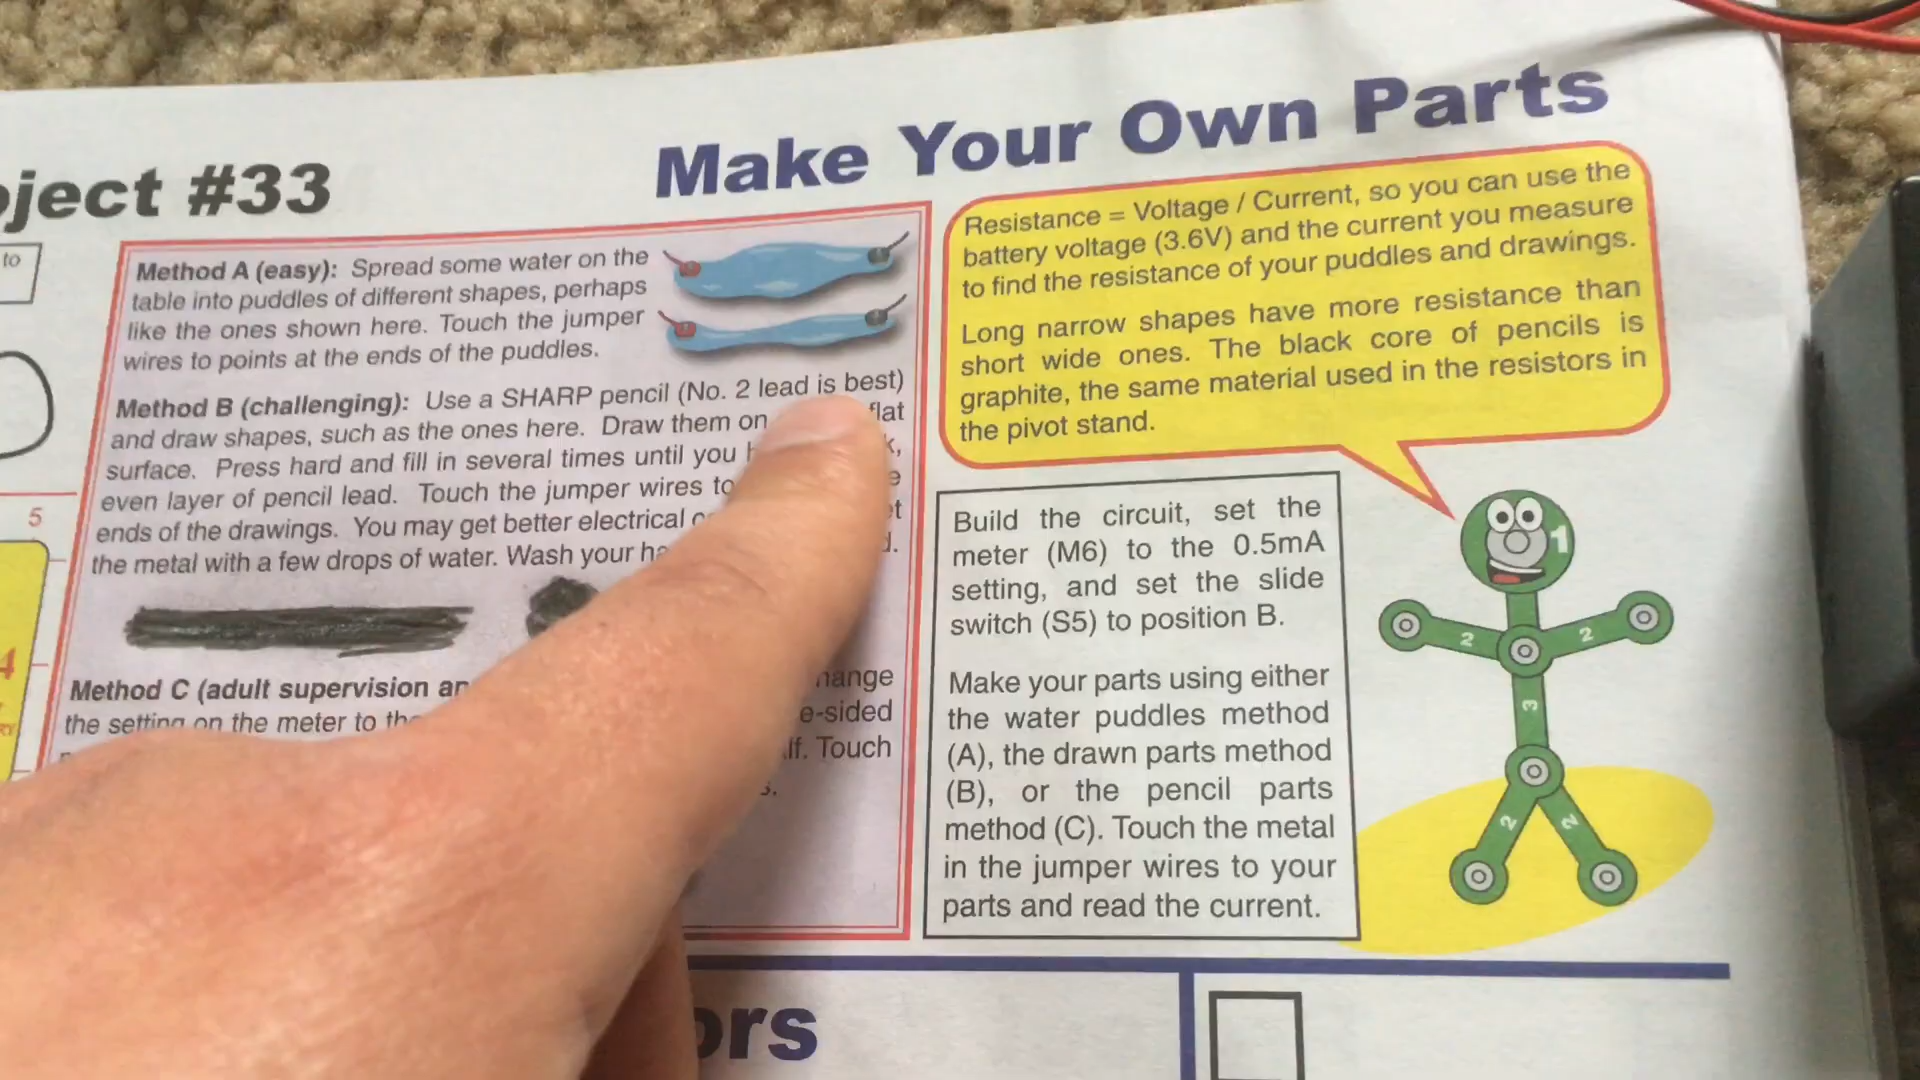 Make Your Own Parts
ject #33
to
Method A (easy): Spread some water on the
table into puddles of different shapes, perhaps
like the ones shown here. Touch the jumper
wires to points at the ends of the puddles.
Method B (challenging): Use a SHARP pencil (No. 2 lead is best)
and draw shapes, such as the ones here. Draw them on flat
surface. Press hard and fill in several times until you
even layer of pencil lead. Touch the jumper wires to
ends of the drawings. You may get better electrical
the metal with a few drops of water. Wash your
Method C (adult supervision
the setting on the meter to
e-sided
Touch
Resistance = Voltage / Current, so you can use the
battery voltage (3.6V) and the current you measure
to find the resistance of your puddles and drawings.
Long narrow shapes have more resistance than
short wide ones. The black core of pencils is
graphite, the same material used in the resistors in
the pivot stand.
Build the circuit, set the
meter (M6) to the 0.5mA
setting, and set the slide
switch (S5) to position B.
Make your parts using either
the water puddles method
(A), the drawn parts method
(B), or the pencil parts
method (C). Touch the metal
in the jumper wires to your
parts and read the current.
1
2
2
3
2
2
5
4
ors